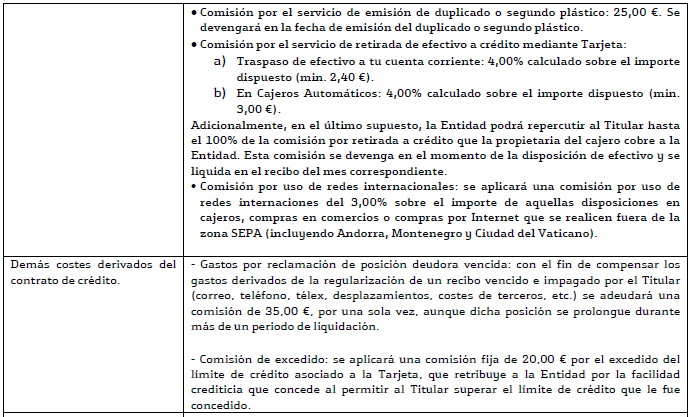 • Comisión por el servicio de emisión de duplicado o segundo plástico: 25,00 €. Se
devengará en la fecha de emisión del duplicado o segundo plástico.
• Comisión por el servicio de retirada de efectivo a crédito mediante Tarjeta:
a) Traspaso de efectivo a tu cuenta corriente: 4,00% calculado sobre el importe
dispuesto (min. 2,40 €).
b) En Cajeros Automáticos: 4,00% calculado sobre el importe dispuesto (min.
3,00 €).
Adicionalmente, en el último supuesto, la Entidad podrá repercutir al Titular hasta
el 100% de la comisión por retirada a crédito que la propietaria del cajero cobre a la
Entidad. Esta comisión se devenga en el momento de la disposición de efectivo y se
liquida en el recibo del mes correspondiente.
• Comisión por uso de redes internacionales: se aplicará una comisión por uso de
redes internaciones del 3,00% sobre el importe de aquellas disposiciones en
cajeros, compras en comercios o compras por Internet que se realicen fuera de la
zona SEPA (incluyendo Andorra, Montenegro y Ciudad del Vaticano).
Demás costes derivados del
contrato de crédito.
- Gastos por reclamación de posición deudora vencida: con el fin de compensar los
gastos derivados de la regularización de un recibo vencido e impagado por el Titular
(correo, teléfono, télex, desplazamientos, costes de terceros, etc.) se adeudará una
comisión de 35,00 €, por una sola vez, aunque dicha posición se prolongue durante
más de un periodo de liquidación.
- Comisión de excedido: se aplicará una comisión fija de 20,00 € por el excedido del
límite de crédito asociado a la Tarjeta, que retribuye a la Entidad por la facilidad
crediticia que concede al permitir al Titular superar el límite de crédito que le fue
concedido.